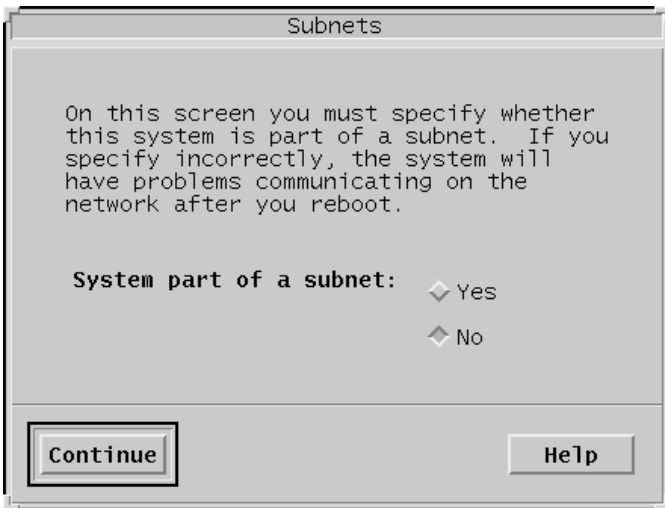 Subnets
On this screen you must specify whether
this system is part of a subnet.  If you
specify incorrectly, the system will
have problems communicating on the
network after you reboot.
System part of a subnet:
Yes
No
Continue
Help